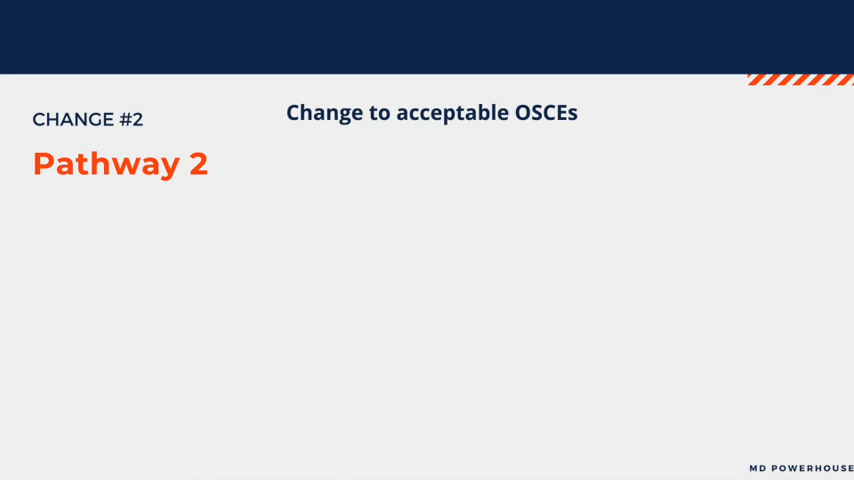 CHANGE #2
Change to acceptable OSCEs
Pathway 2
MD POWERHOUSE